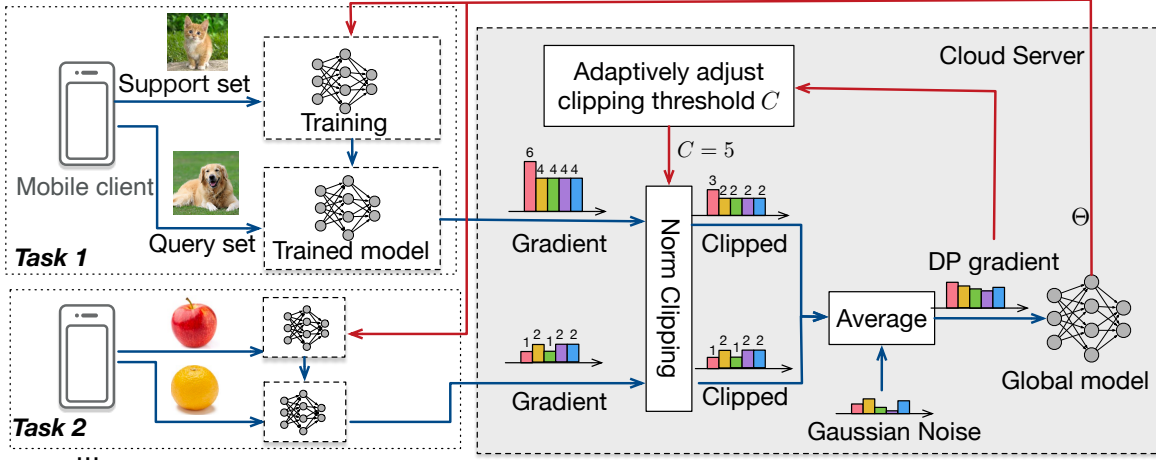 Support set
Training
Mobile client
Query set
Trained model
Task 1
Task 2
...
Cloud Server
Adaptively adjust
clipping threshold C
C = 5
6
4 4 4 4
Gradient
Norm Clipping
3
2 2 2 2
Clipped
1 2 1 2 2
Gradient
1 2 1 2 2
Clipped
Average
Gaussian Noise
DP gradient
Θ
Global model